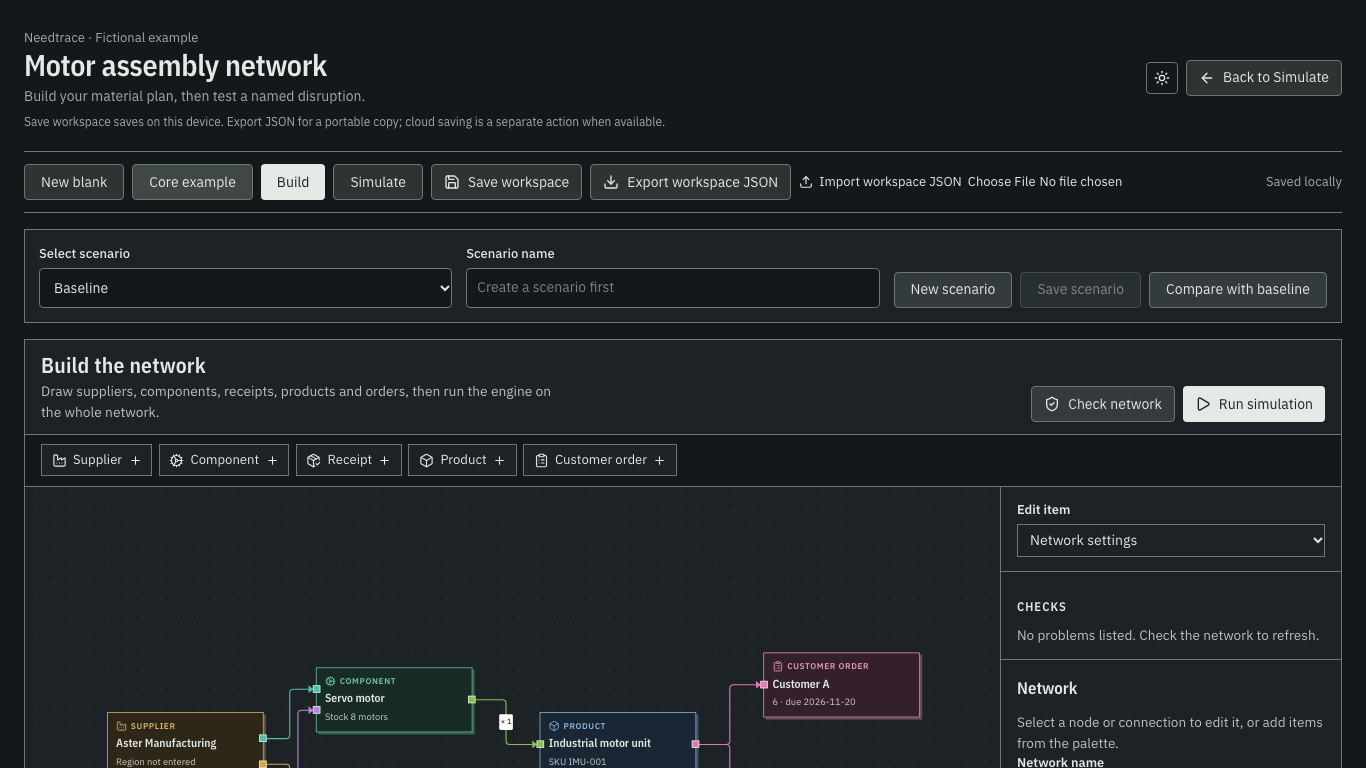 Needtrace · Fictional example
Motor assembly network
Build your material plan, then test a named disruption.
Save workspace saves on this device. Export JSON for a portable copy; cloud saving is a separate action when available.
Back to Simulate
New blank
Core example
Build
Simulate
Save workspace
Export workspace JSON
Import workspace JSON Choose File No file chosen
Saved locally
Select scenario
Scenario name
Baseline
Create a scenario first
New scenario
Save scenario
Compare with baseline
Build the network
Draw suppliers, components, receipts, products and orders, then run the engine on
the whole network.
Check network
Run simulation
Supplier +
Component +
Receipt +
Product +
Customer order +
Edit item
Network settings
CHECKS
No problems listed. Check the network to refresh.
Network
Select a node or connection to edit it, or add items
from the palette.
Network name
CUSTOMER ORDER
Customer A
6 · due 2026-11-20
COMPONENT
Servo motor
Stock 8 motors
× 1
SUPPLIER
Aster Manufacturing
Region not entered
PRODUCT
Industrial motor unit
SKU IMU-001